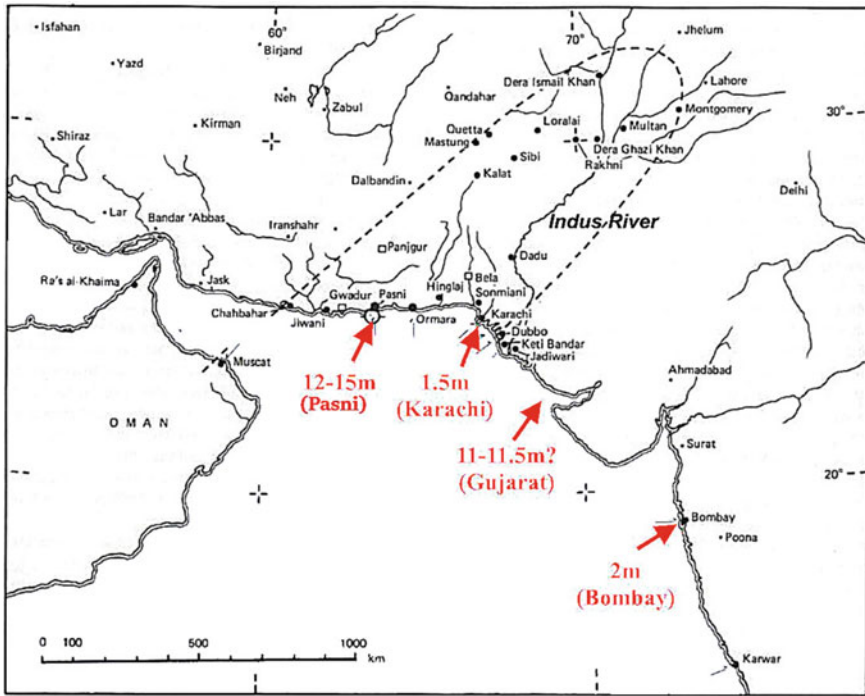 60°
70°
Isfahan
Birjand
Jhelum
Yazd
Dera Ismail Khan
Lahore
Neh
Zabul
Qandahar
Montgomery
30°
Kirman
Quetta
Loralai
Multan
Shiraz
Mastung
Dera Ghazi Khan
Sibi
Rakhni
Dalbandin
Kalat
Delhi
Lar
Bandar 'Abbas
Iranshahr
Indus River
Panjgur
Dadu
Ra's al-Khaima
Jask
Bela
Hinglaj
Sonmiani
Gwadur
Pasni
Chahbahar
Jiwani
Ormara
Karachi
Dubbo
Keti Bandar
Jadiwari
Muscat
Ahmadabad
12-15m
(Pasni)
1.5m
(Karachi)
OMAN
11-11.5m?
(Gujarat)
Surat
20°
Bombay
Poona
2m
(Bombay)
0 100 500 1000
km
Karwar